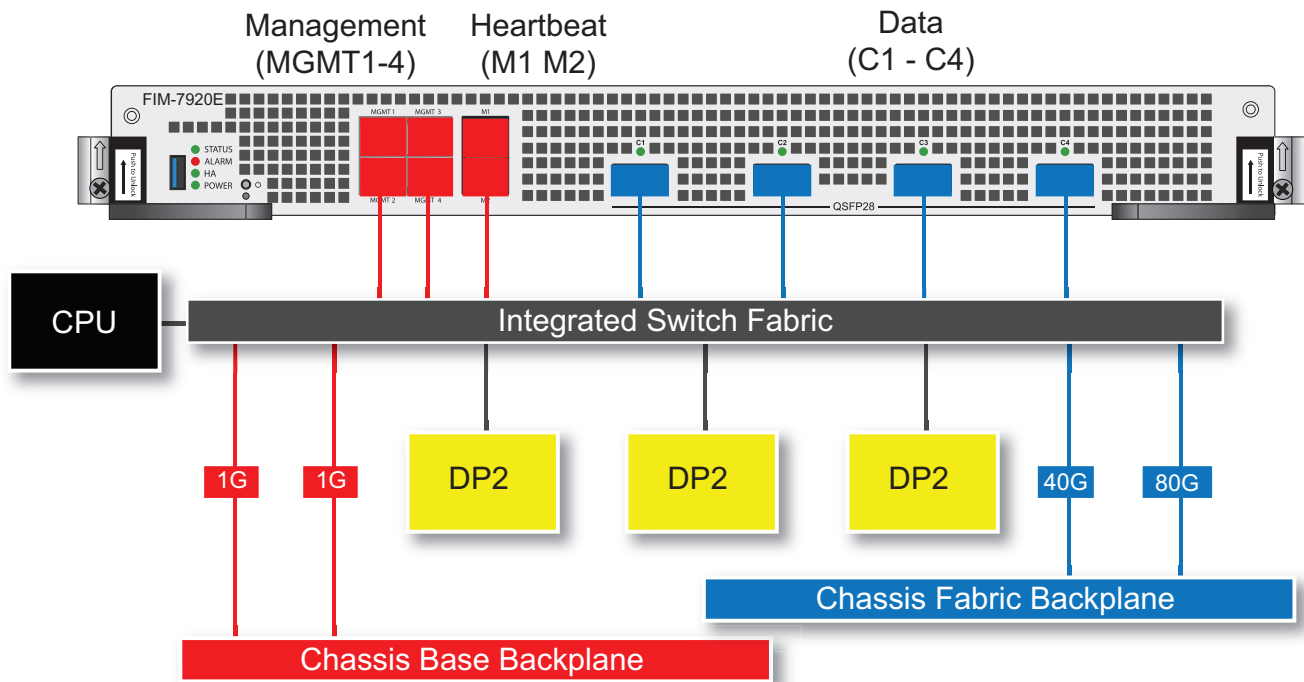 Management
(MGMT1-4)
Heartbeat
(M1 M2)
Data
(C1 - C4)
FIM-7920E
STATUS
ALARM
HA
POWER
Push to Unlock
MGMT 1
MGMT 3
M1
MGMT 2
MGMT 4
M2
C1
C2
C3
C4
QSFP28
Push to Unlock
CPU
Integrated Switch Fabric
1G
1G
DP2
DP2
DP2
40G
80G
Chassis Fabric Backplane
Chassis Base Backplane